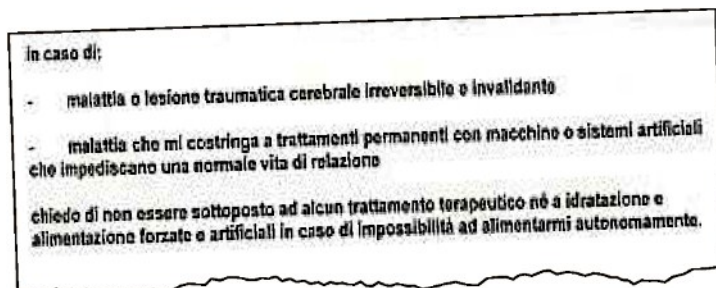 in caso di:
- malattia o lesione traumatica cerebrale irreversibile e invalidante
- malattia che mi costringa a trattamenti permanenti con macchine o sistemi artificiali
che impediscano una normale vita di relazione
chiedo di non essere sottoposto ad alcun trattamento terapeutico né a idratazione e
alimentazione forzate e artificiali in caso di impossibilità ad alimentarmi autonomamente.